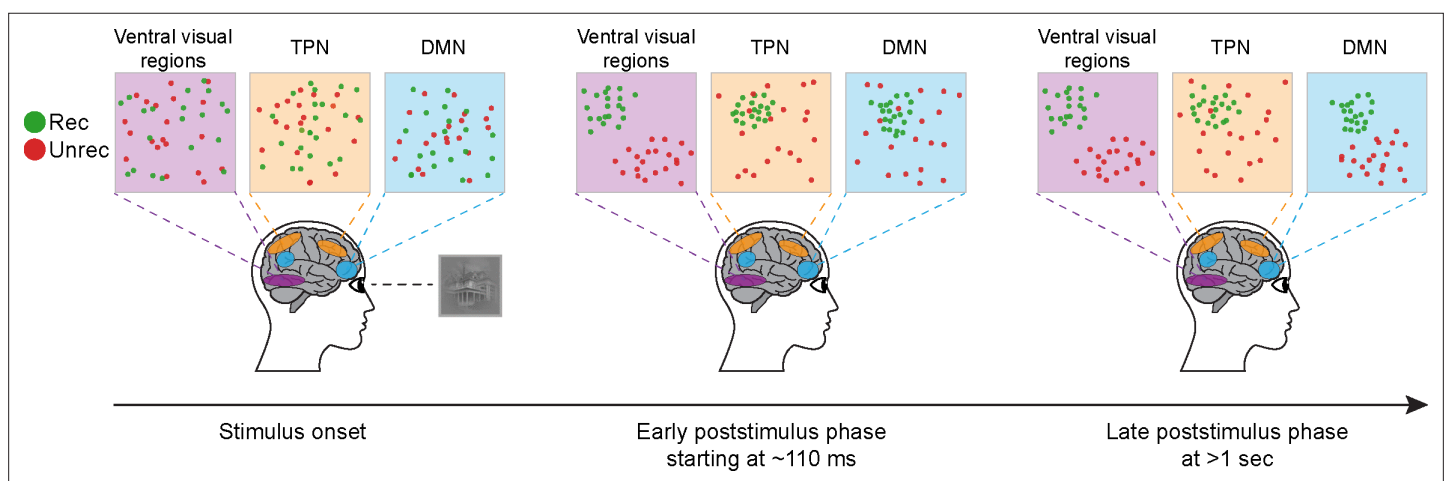 Ventral visual
regions
TPN
DMN
Ventral visual
regions
TPN
DMN
Ventral visual
regions
TPN
DMN
Rec
Unrec
Stimulus onset
Early poststimulus phase
starting at ~110 ms
Late poststimulus phase
at >1 sec